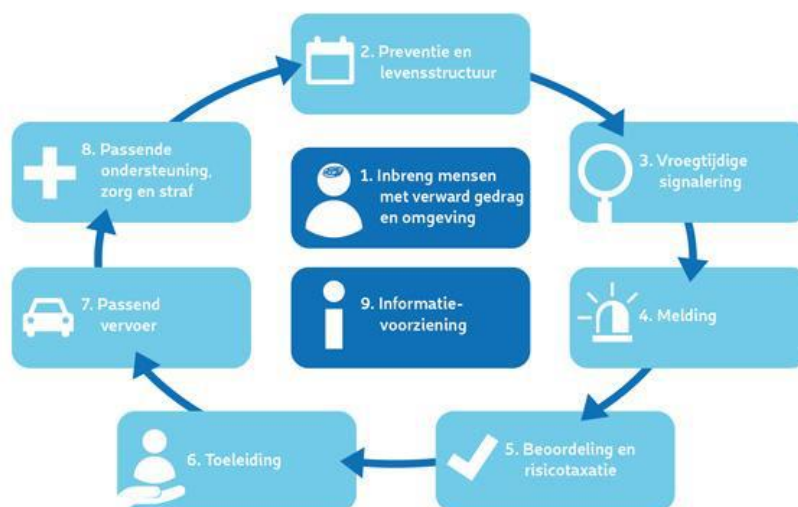 2. Preventie en
levensstructuur
8. Passende
ondersteuning,
zorg en straf
1. Inbreng mensen
met verward gedrag
en omgeving
3. Vroegtijdige
signalering
7. Passend
vervoer
9. Informatie-
voorziening
4. Melding
6. Toeleiding
5. Beoordeling en
risicotaxatie